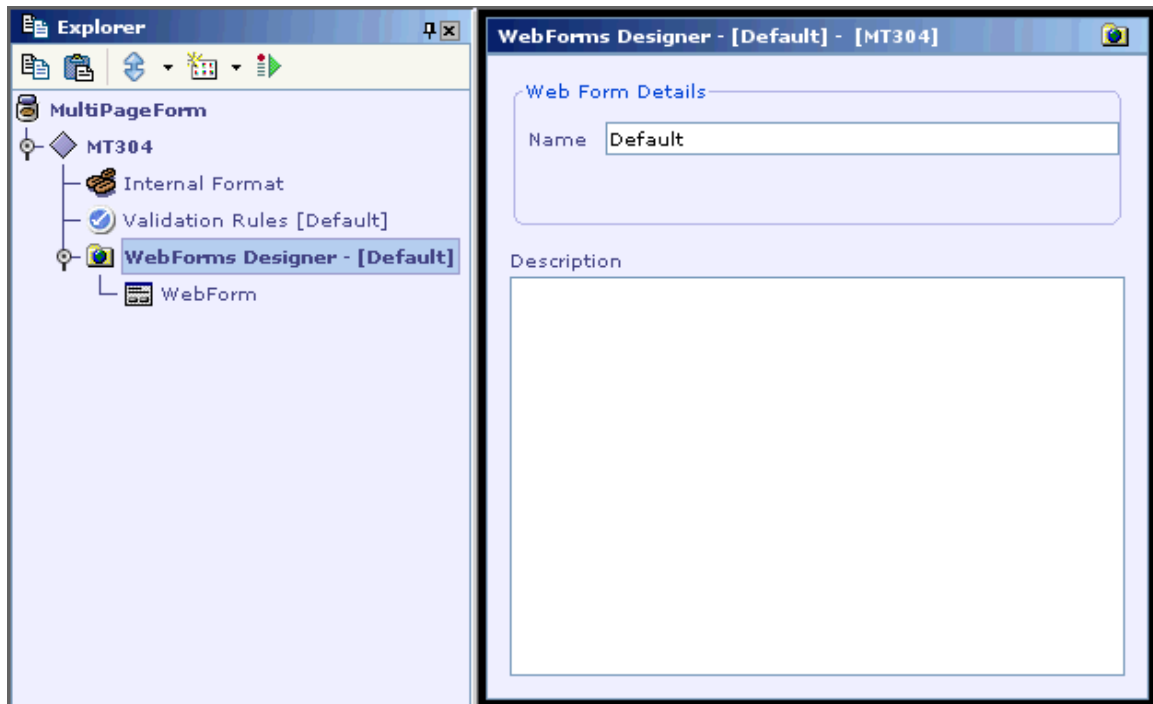 Explorer
MultiPageForm
MT304
Internal Format
Validation Rules [Default]
WebForms Designer - [Default]
WebForm
WebForms Designer - [Default] - [MT304]
Web Form Details
Name Default
Description